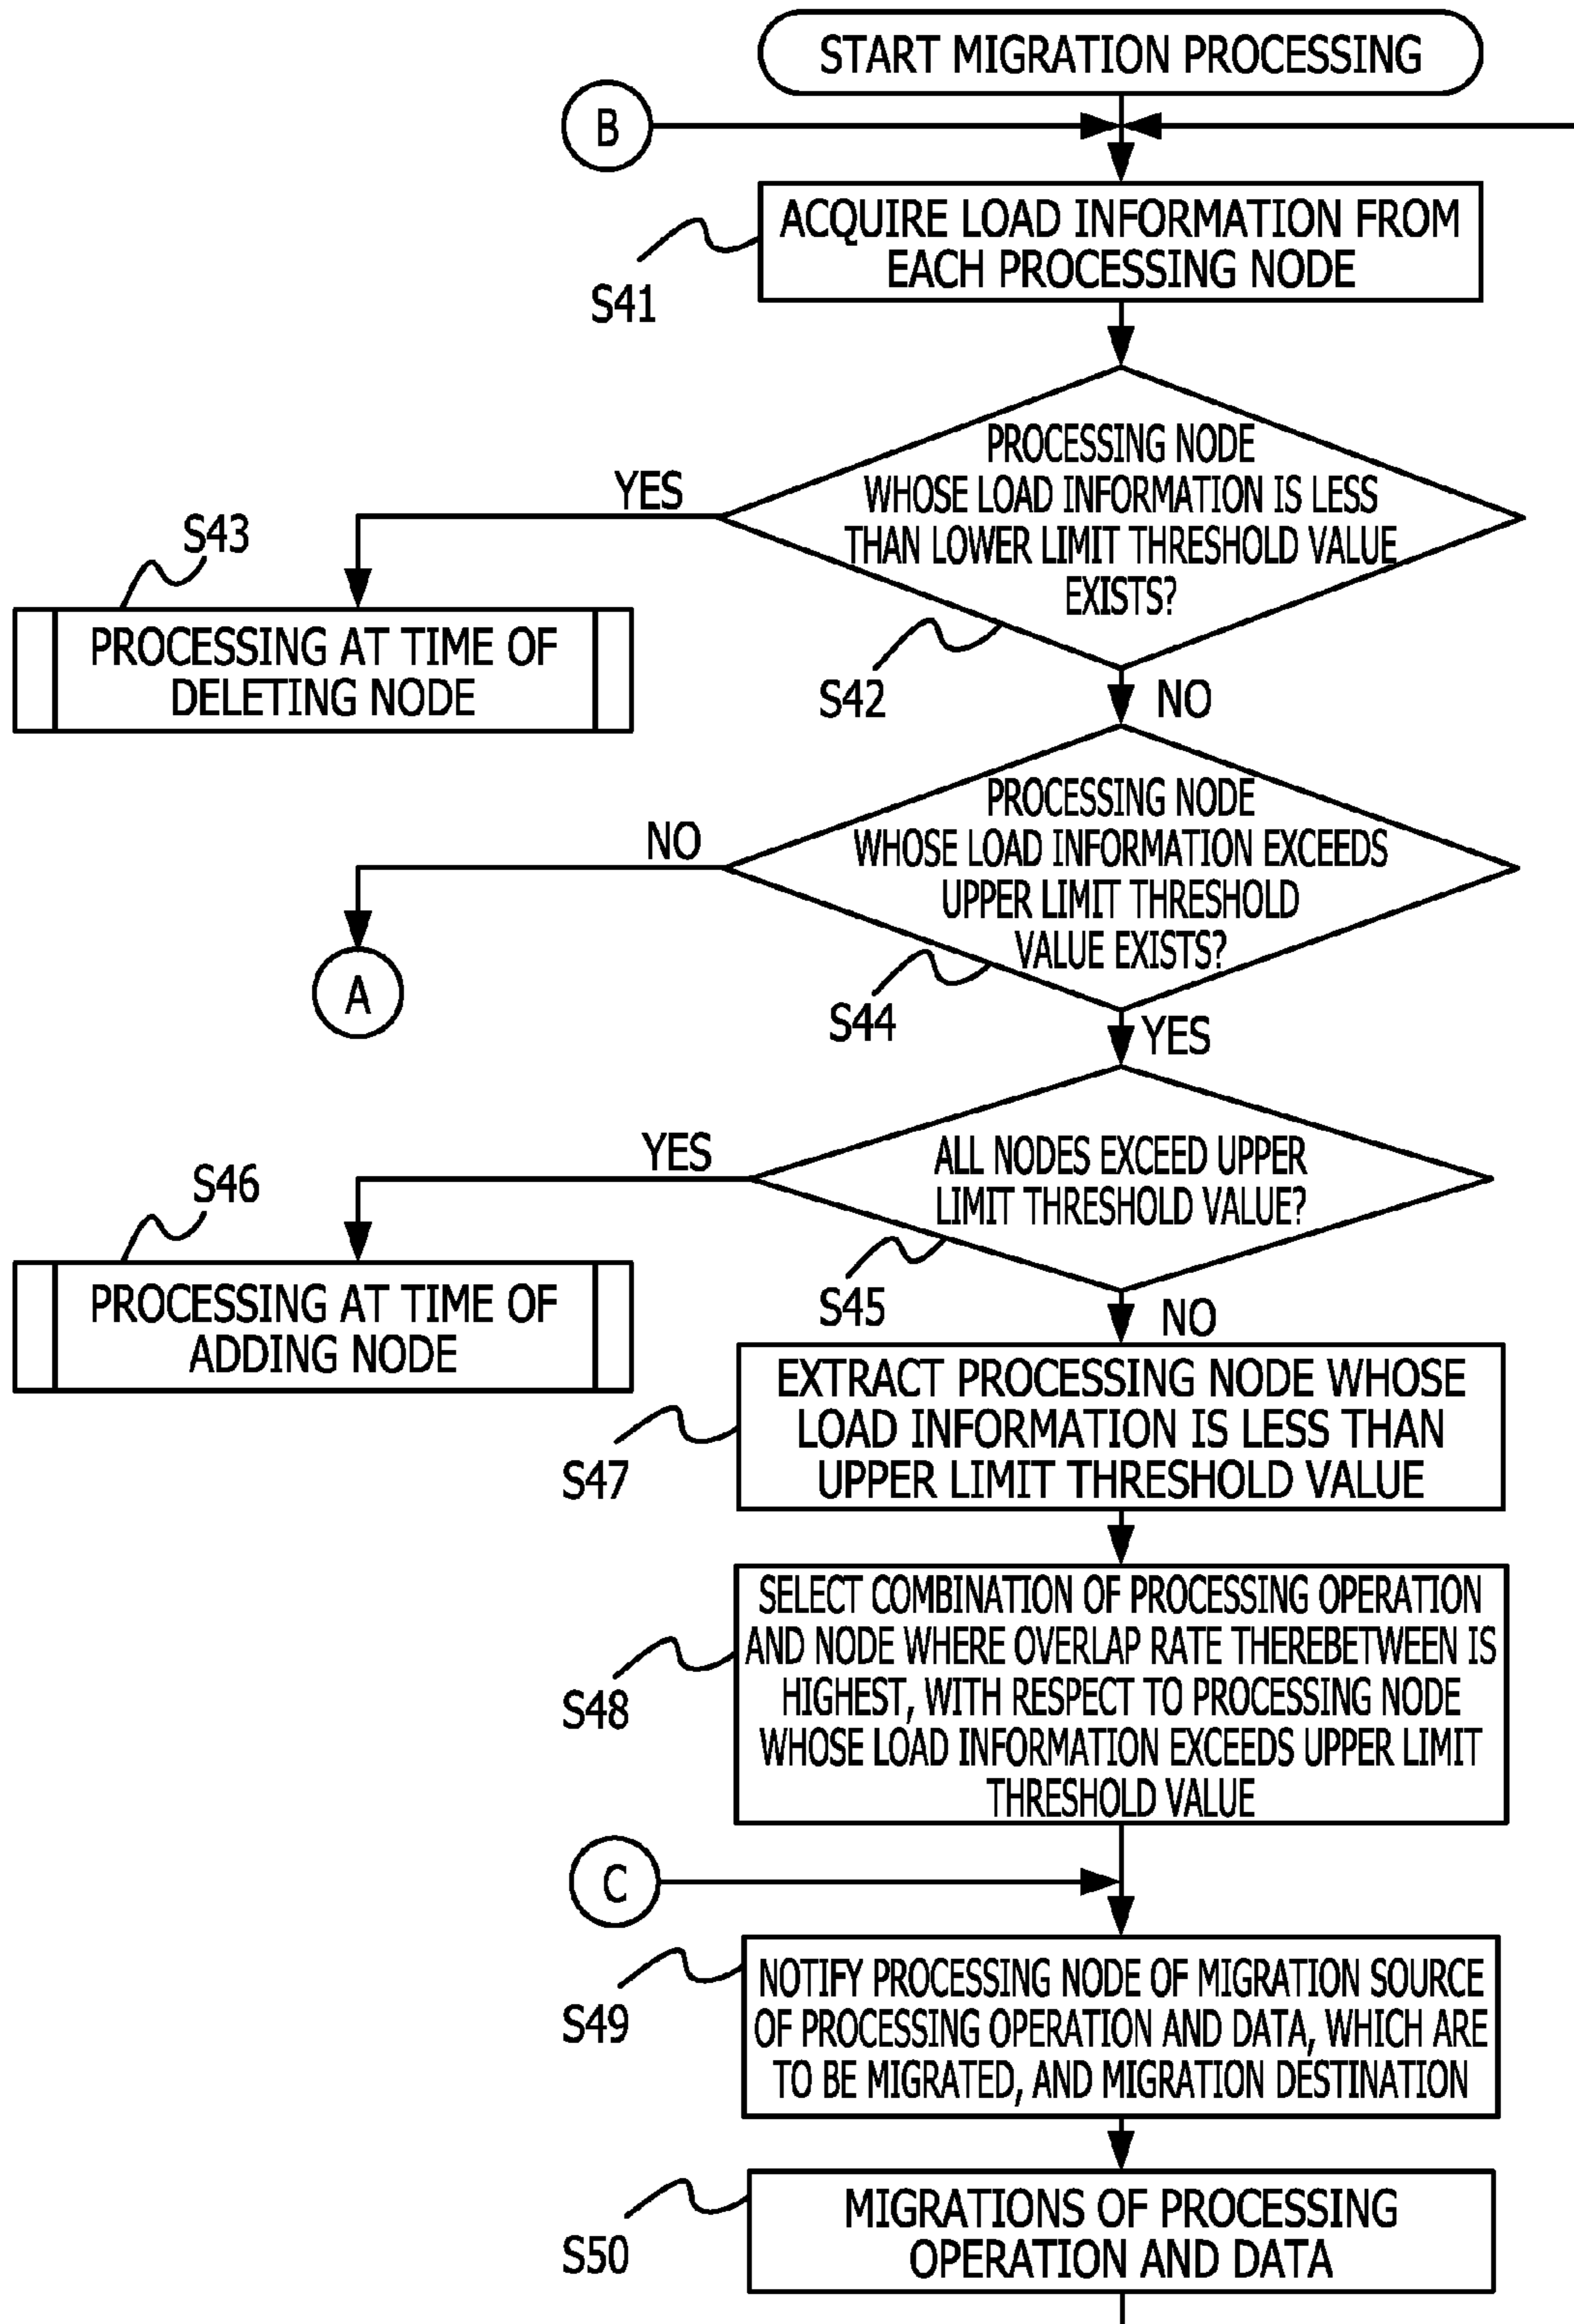 START MIGRATION PROCESSING
B
ACQUIRE LOAD INFORMATION FROM
EACH PROCESSING NODE
S41
PROCESSING NODE
WHOSE LOAD INFORMATION IS LESS
THAN LOWER LIMIT THRESHOLD VALUE
EXISTS?
YES
S43
PROCESSING AT TIME OF
DELETING NODE
S42
NO
PROCESSING NODE
WHOSE LOAD INFORMATION EXCEEDS
UPPER LIMIT THRESHOLD
VALUE EXISTS?
NO
A
S44
YES
ALL NODES EXCEED UPPER
LIMIT THRESHOLD VALUE?
YES
S46
PROCESSING AT TIME OF
ADDING NODE
S45
NO
EXTRACT PROCESSING NODE WHOSE
LOAD INFORMATION IS LESS THAN
UPPER LIMIT THRESHOLD VALUE
S47
SELECT COMBINATION OF PROCESSING OPERATION
AND NODE WHERE OVERLAP RATE THEREBETWEEN IS
HIGHEST, WITH RESPECT TO PROCESSING NODE
WHOSE LOAD INFORMATION EXCEEDS UPPER LIMIT
THRESHOLD VALUE
S48
C
NOTIFY PROCESSING NODE OF MIGRATION SOURCE
OF PROCESSING OPERATION AND DATA, WHICH ARE
TO BE MIGRATED, AND MIGRATION DESTINATION
S49
MIGRATIONS OF PROCESSING
OPERATION AND DATA
S50